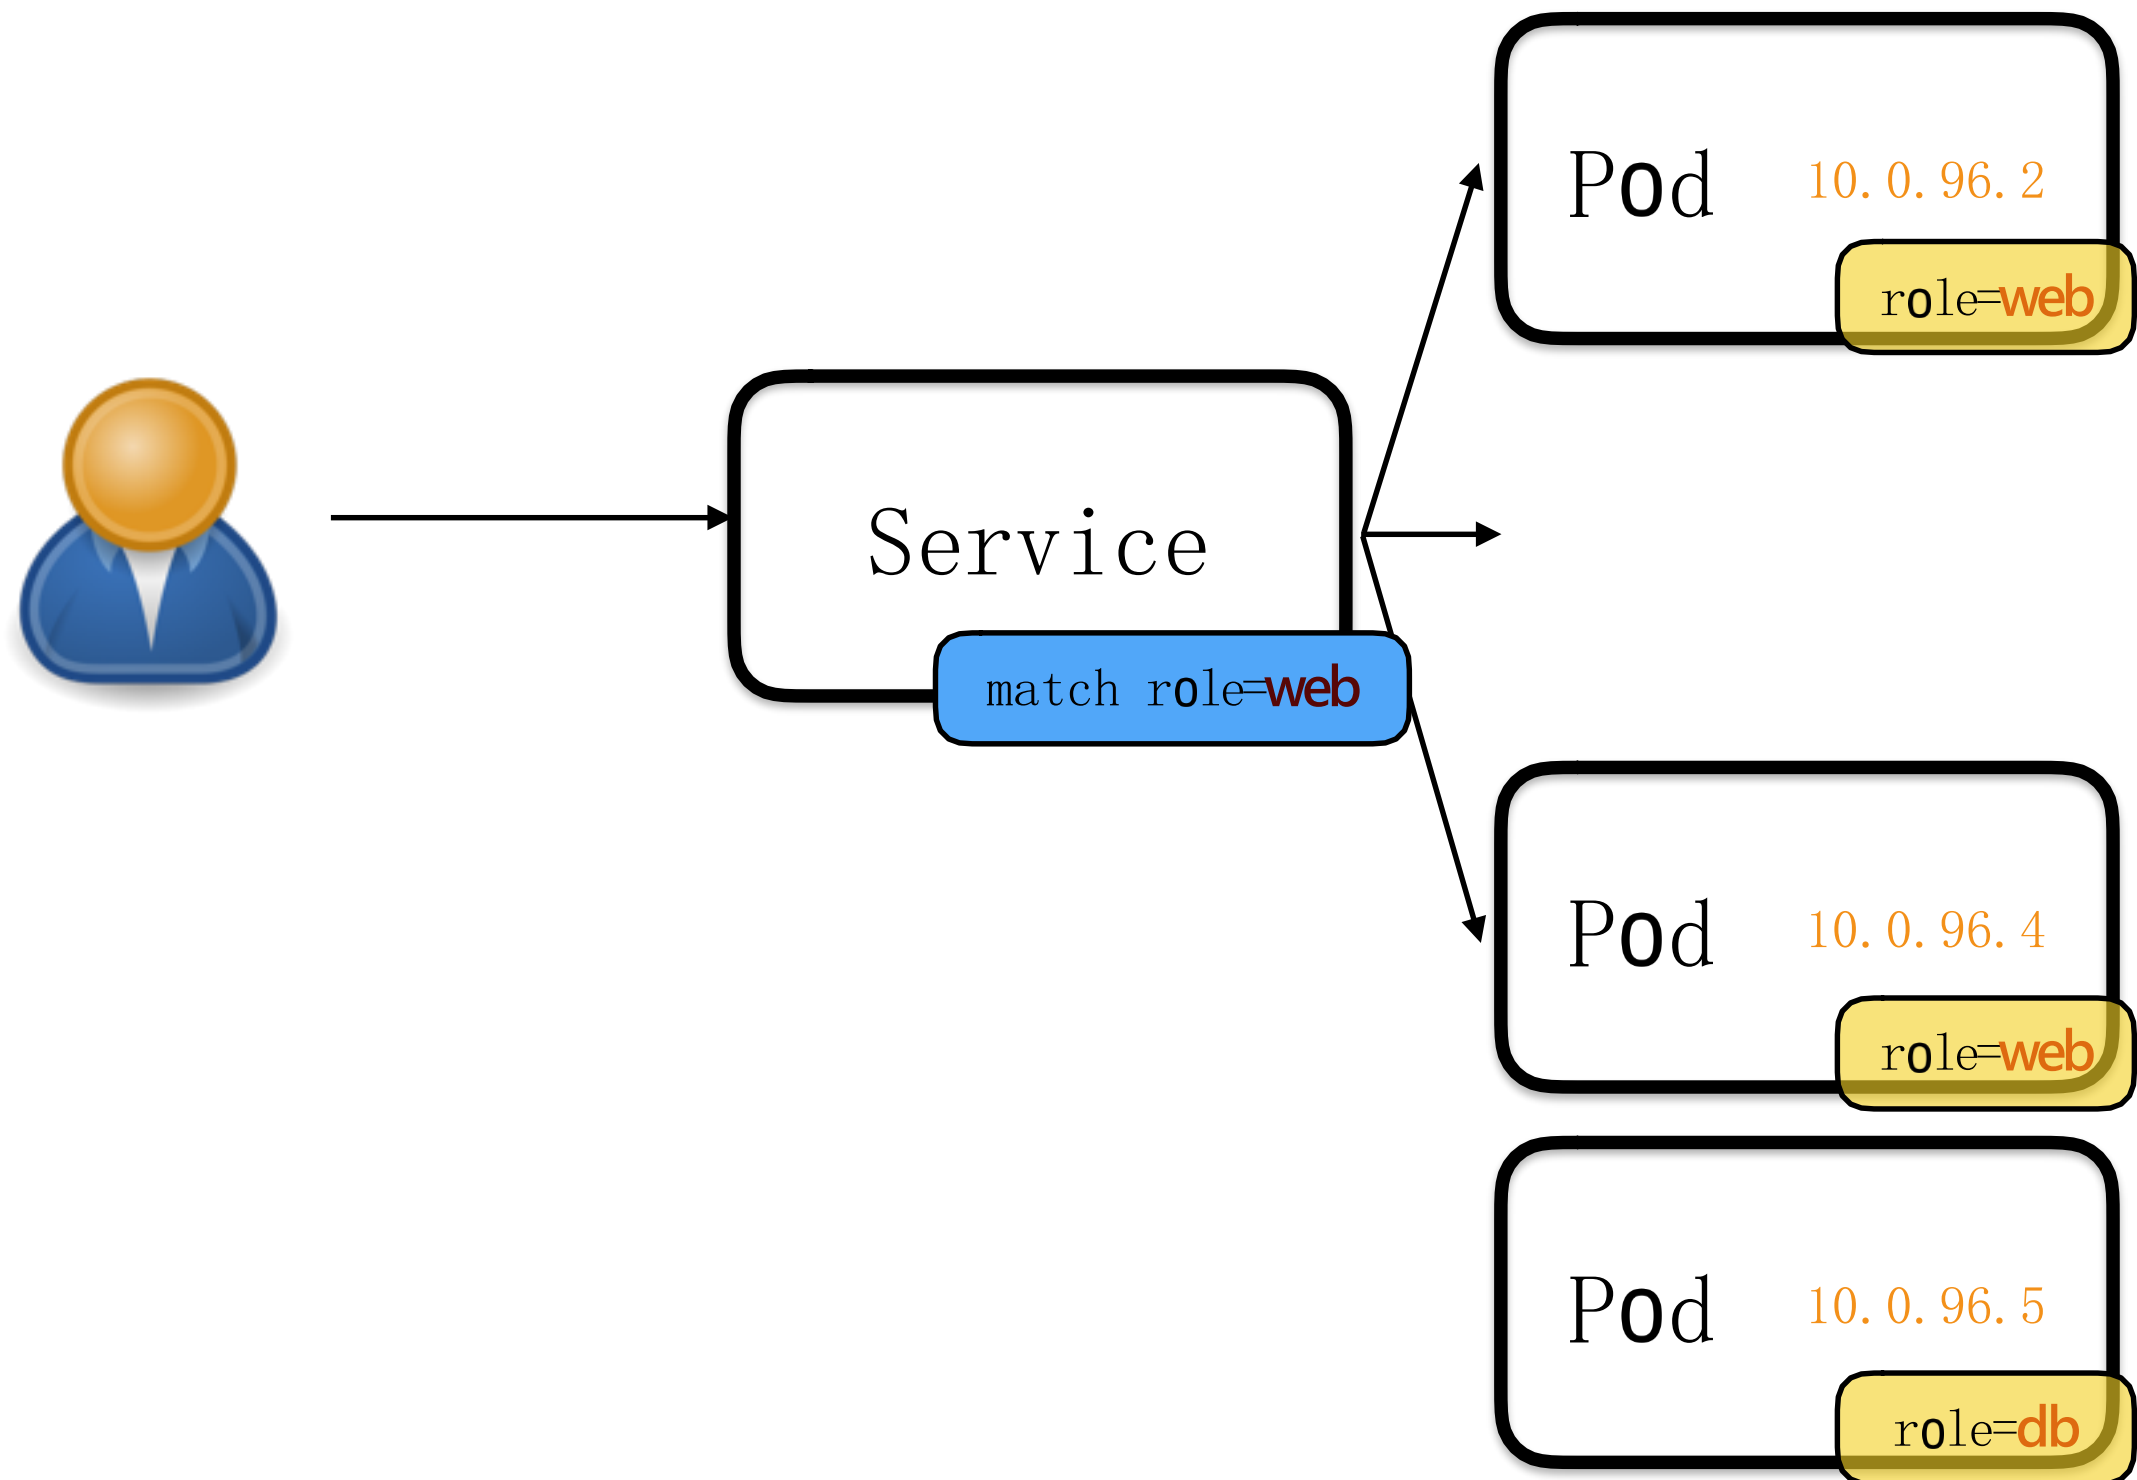 Pod 10.0.96.2
role=web
Service
match role=web
Pod 10.0.96.4
role=web
Pod 10.0.96.5
role=db